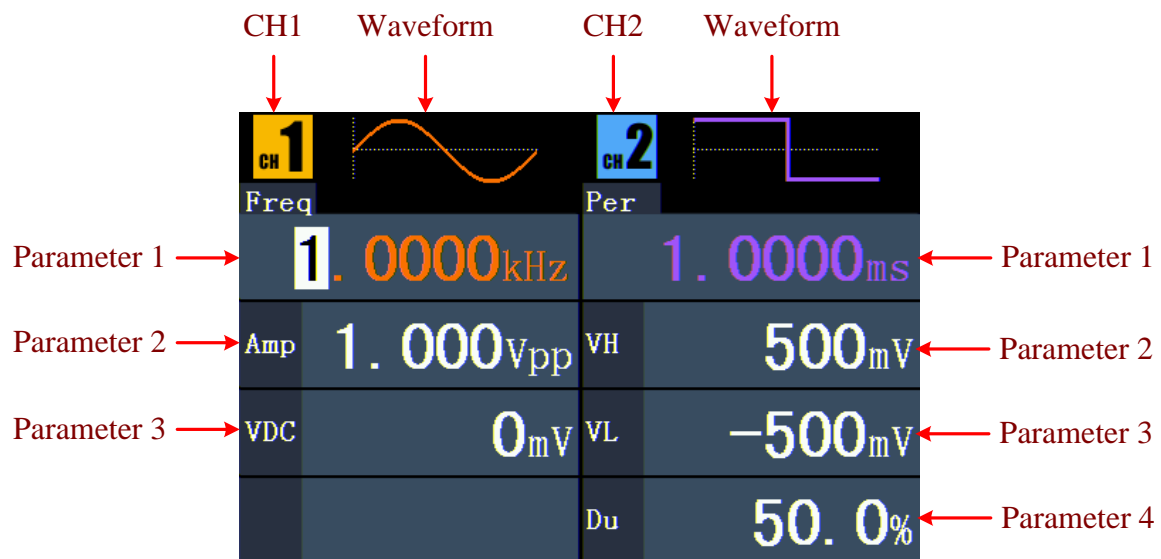 CH1 Waveform CH2 Waveform
CH 1 CH 2
Freq Per
Parameter 1 1.0000kHz 1.0000ms Parameter 1
Parameter 2 Amp 1.000Vpp VH 500mV Parameter 2
Parameter 3 VDC 0mV VL -500mV Parameter 3
Du 50.0% Parameter 4